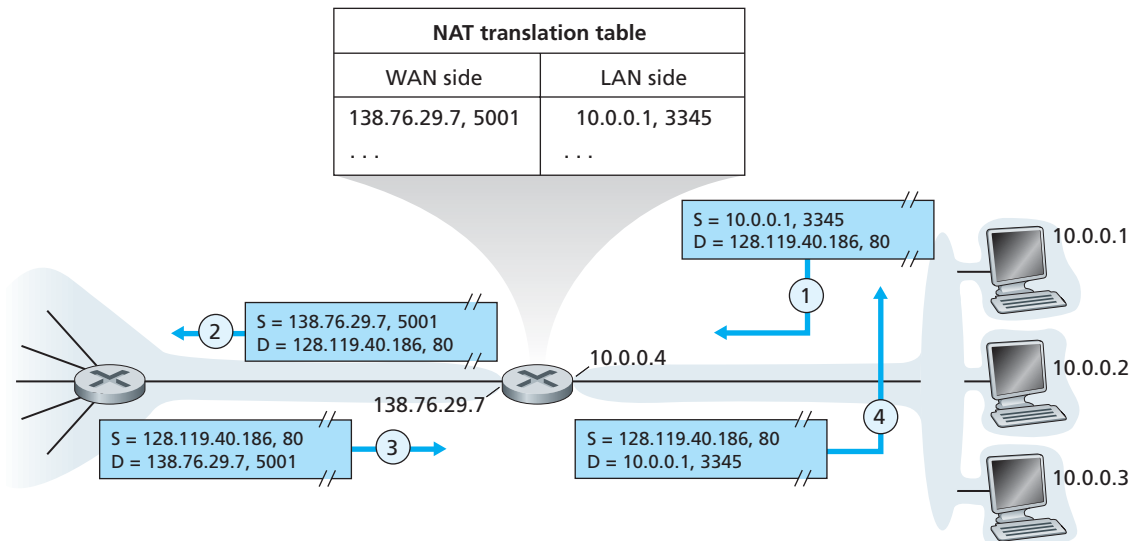 NAT translation table
WAN side LAN side
138.76.29.7, 5001 10.0.0.1, 3345
. . . . . .
S = 10.0.0.1, 3345
D = 128.119.40.186, 80
10.0.0.1
1
2
S = 138.76.29.7, 5001
D = 128.119.40.186, 80
10.0.0.4
10.0.0.2
138.76.29.7
4
S = 128.119.40.186, 80
D = 138.76.29.7, 5001
3
S = 128.119.40.186, 80
D = 10.0.0.1, 3345
10.0.0.3